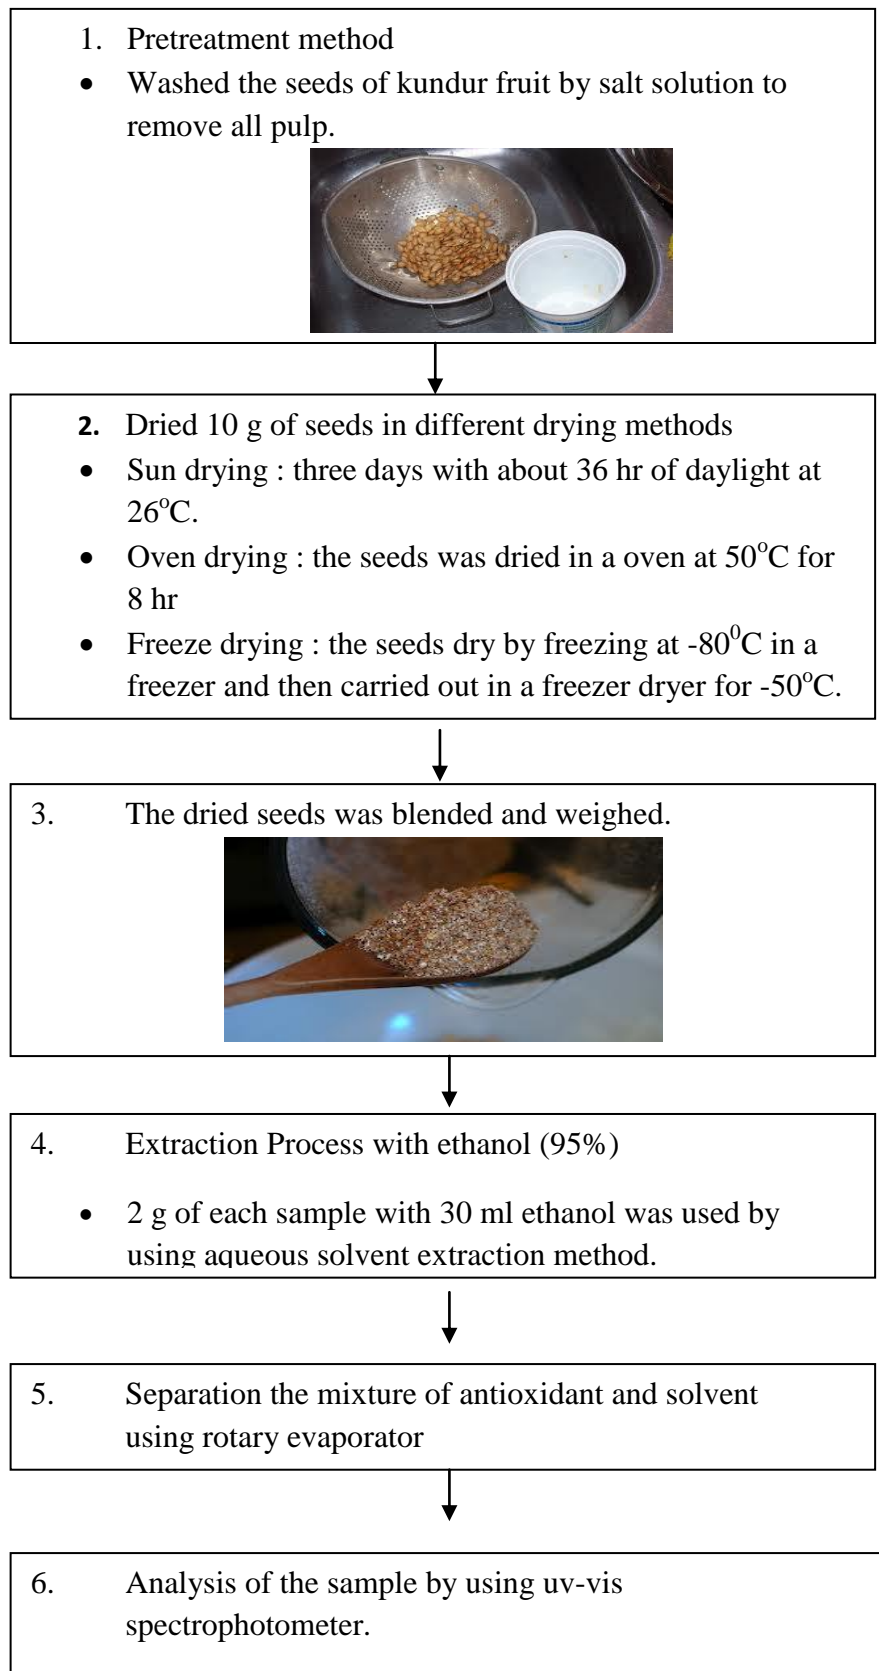 1. Pretreatment method
• Washed the seeds of kundur fruit by salt solution to
remove all pulp.
2. Dried 10 g of seeds in different drying methods
• Sun drying : three days with about 36 hr of daylight at
26°C.
• Oven drying : the seeds was dried in a oven at 50°C for
8 hr
• Freeze drying : the seeds dry by freezing at -80⁰C in a
freezer and then carried out in a freezer dryer for -50°C.
3. The dried seeds was blended and weighed.
4. Extraction Process with ethanol (95%)
• 2 g of each sample with 30 ml ethanol was used by
using aqueous solvent extraction method.
5. Separation the mixture of antioxidant and solvent
using rotary evaporator
6. Analysis of the sample by using uv-vis
spectrophotometer.